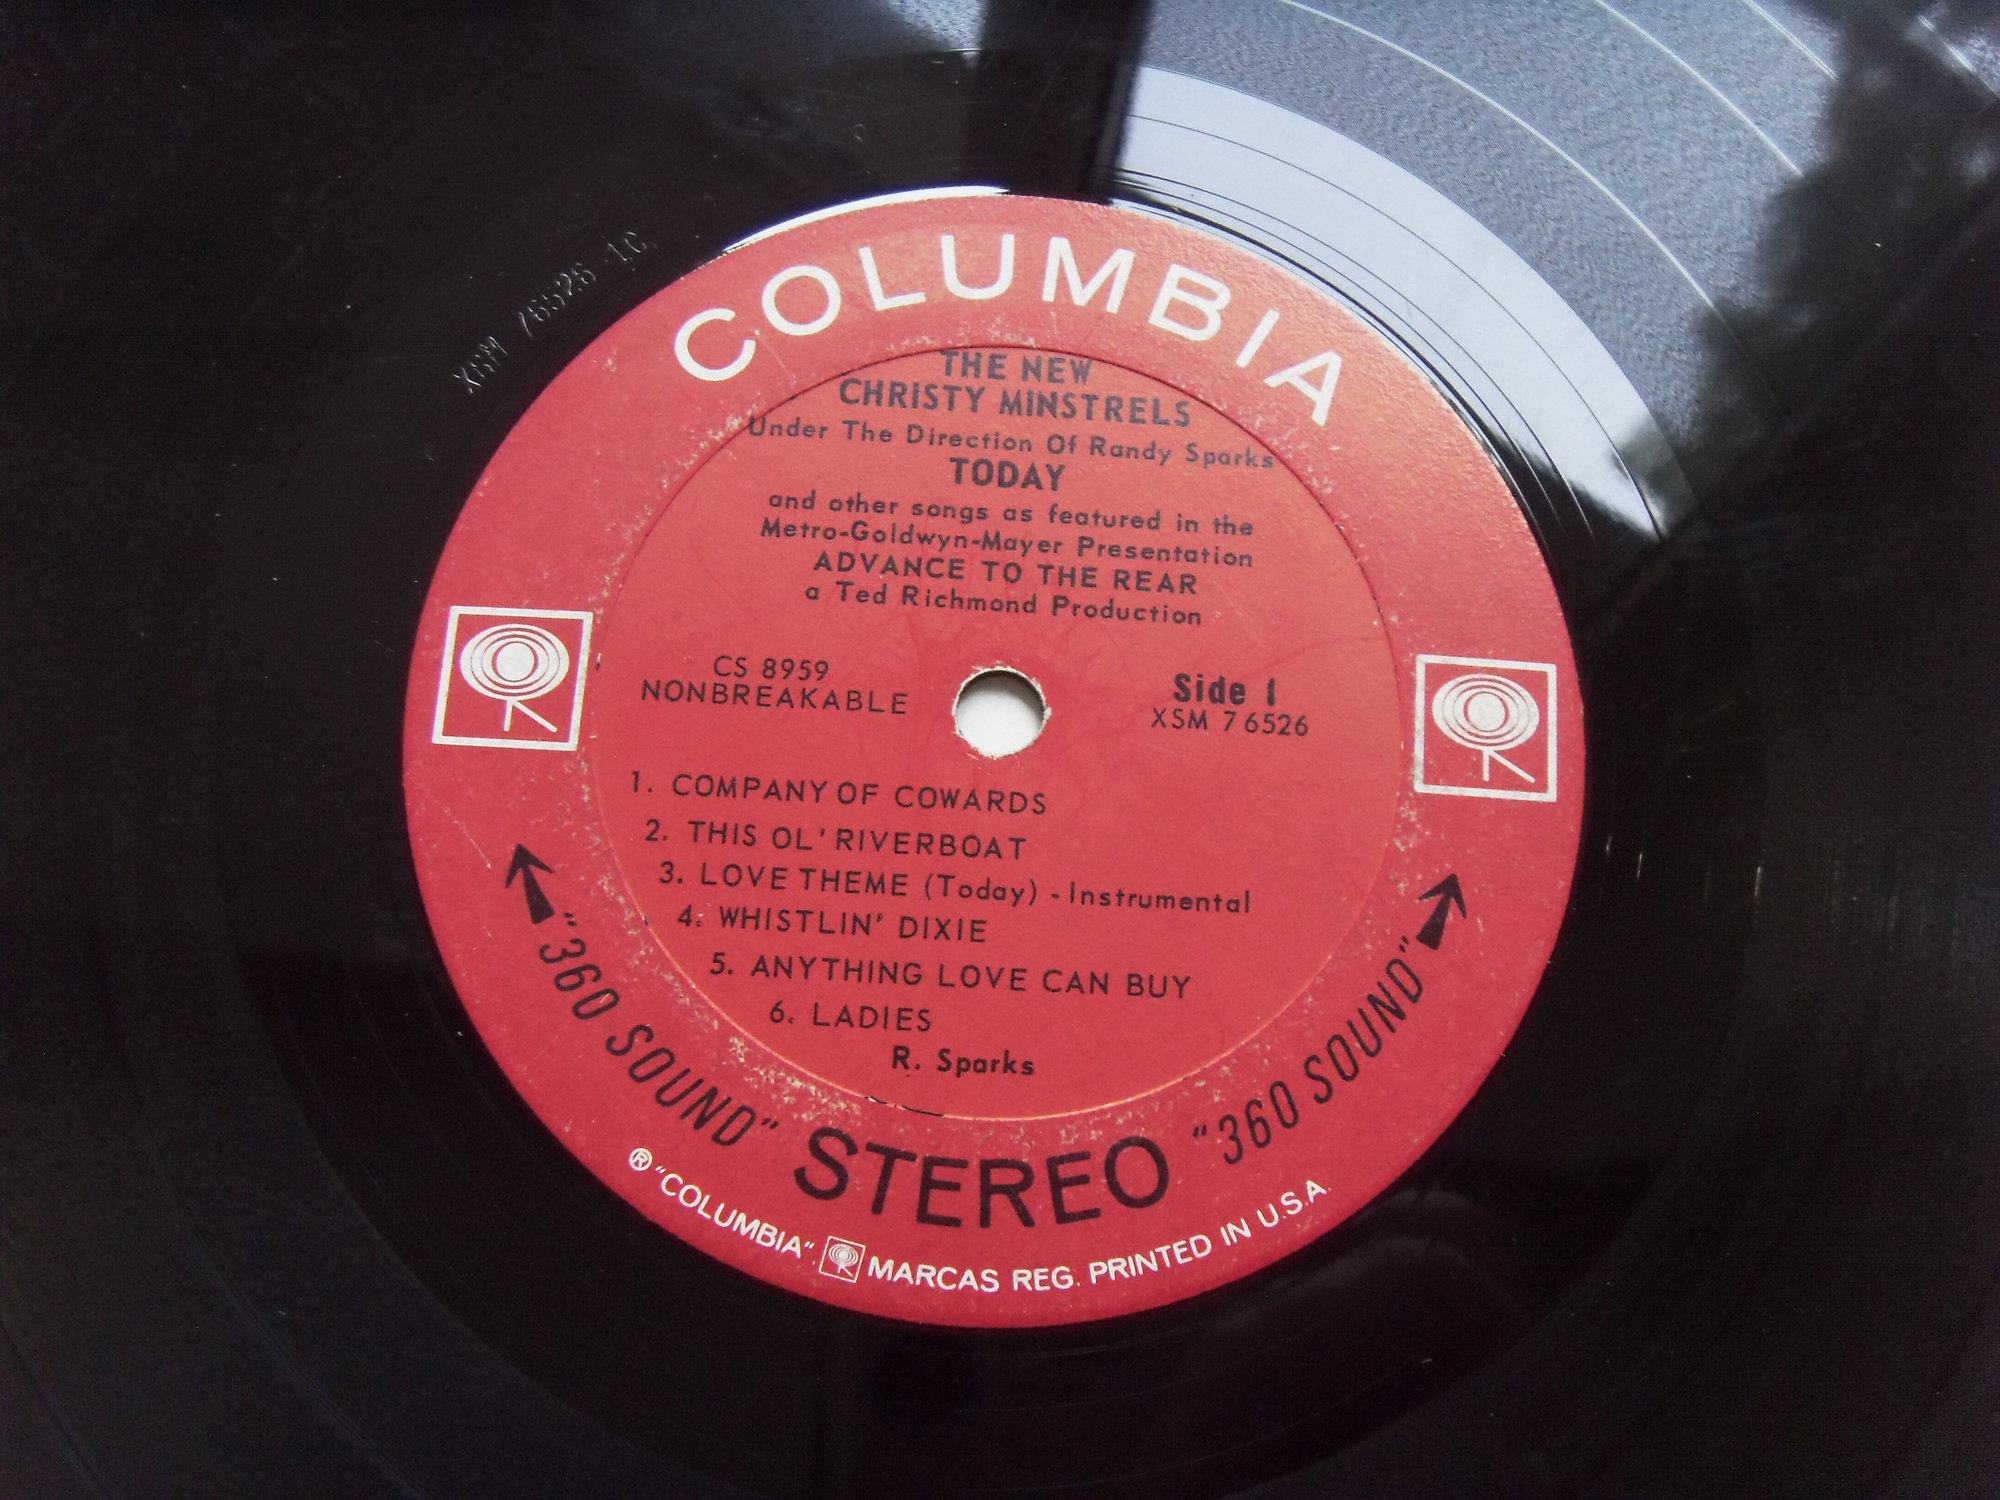 XSM 76526-1C
COLUMBIA
THE NEW
CHRISTY MINSTRELS
Under The Direction Of Randy Sparks
TODAY
and other songs as featured in the
Metro-Goldwyn-Mayer Presentation
ADVANCE TO THE REAR
a Ted Richmond Production
CS 8959
NONBREAKABLE
Side 1
XSM 76526
1. COMPANY OF COWARDS
2. THIS OL' RIVERBOAT
3. LOVE THEME (Today) - Instrumental
4. WHISTLIN' DIXIE
5. ANYTHING LOVE CAN BUY
6. LADIES
R. Sparks
"360 SOUND" STEREO "360 SOUND"
® "COLUMBIA" MARCAS REG. PRINTED IN U.S.A.